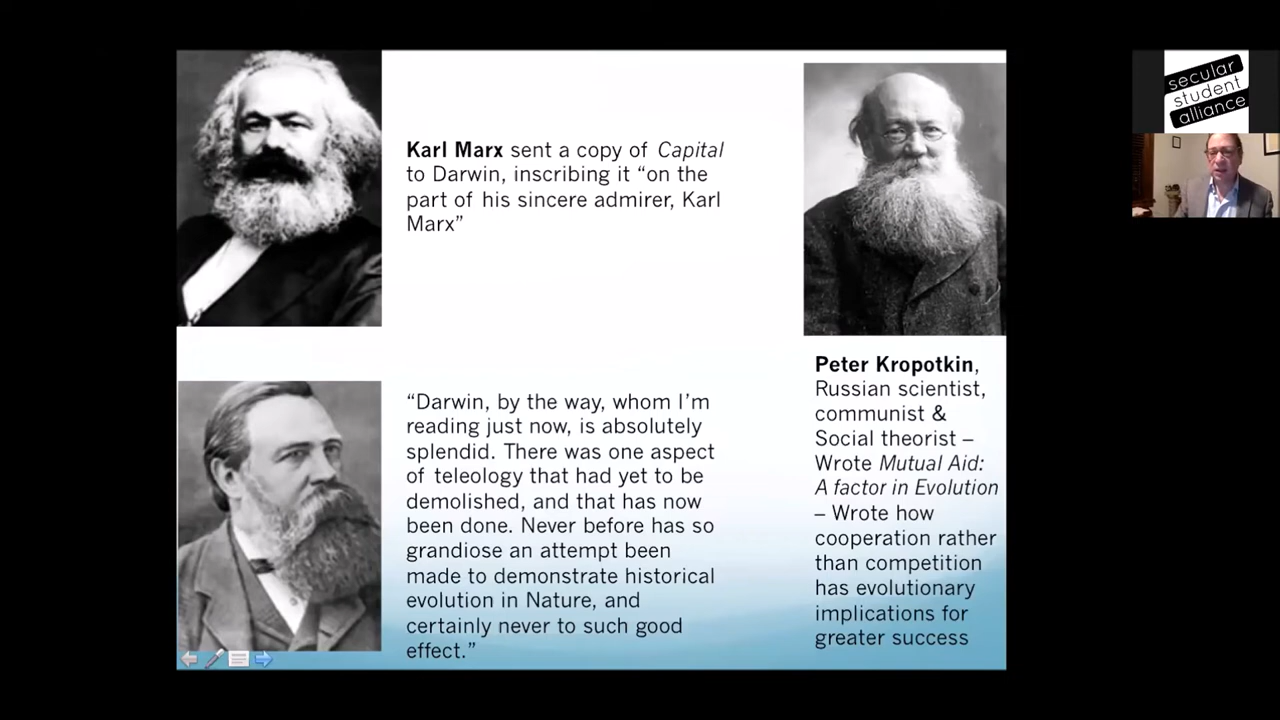 Karl Marx sent a copy of Capital
to Darwin, inscribing it “on the
part of his sincere admirer, Karl
Marx”
“Darwin, by the way, whom I’m
reading just now, is absolutely
splendid. There was one aspect
of teleology that had yet to be
demolished, and that has now
been done. Never before has so
grandiose an attempt been
made to demonstrate historical
evolution in Nature, and
certainly never to such good
effect.”
Peter Kropotkin,
Russian scientist,
communist &
Social theorist –
Wrote Mutual Aid:
A factor in Evolution
– Wrote how
cooperation rather
than competition
has evolutionary
implications for
greater success
secular
student
alliance